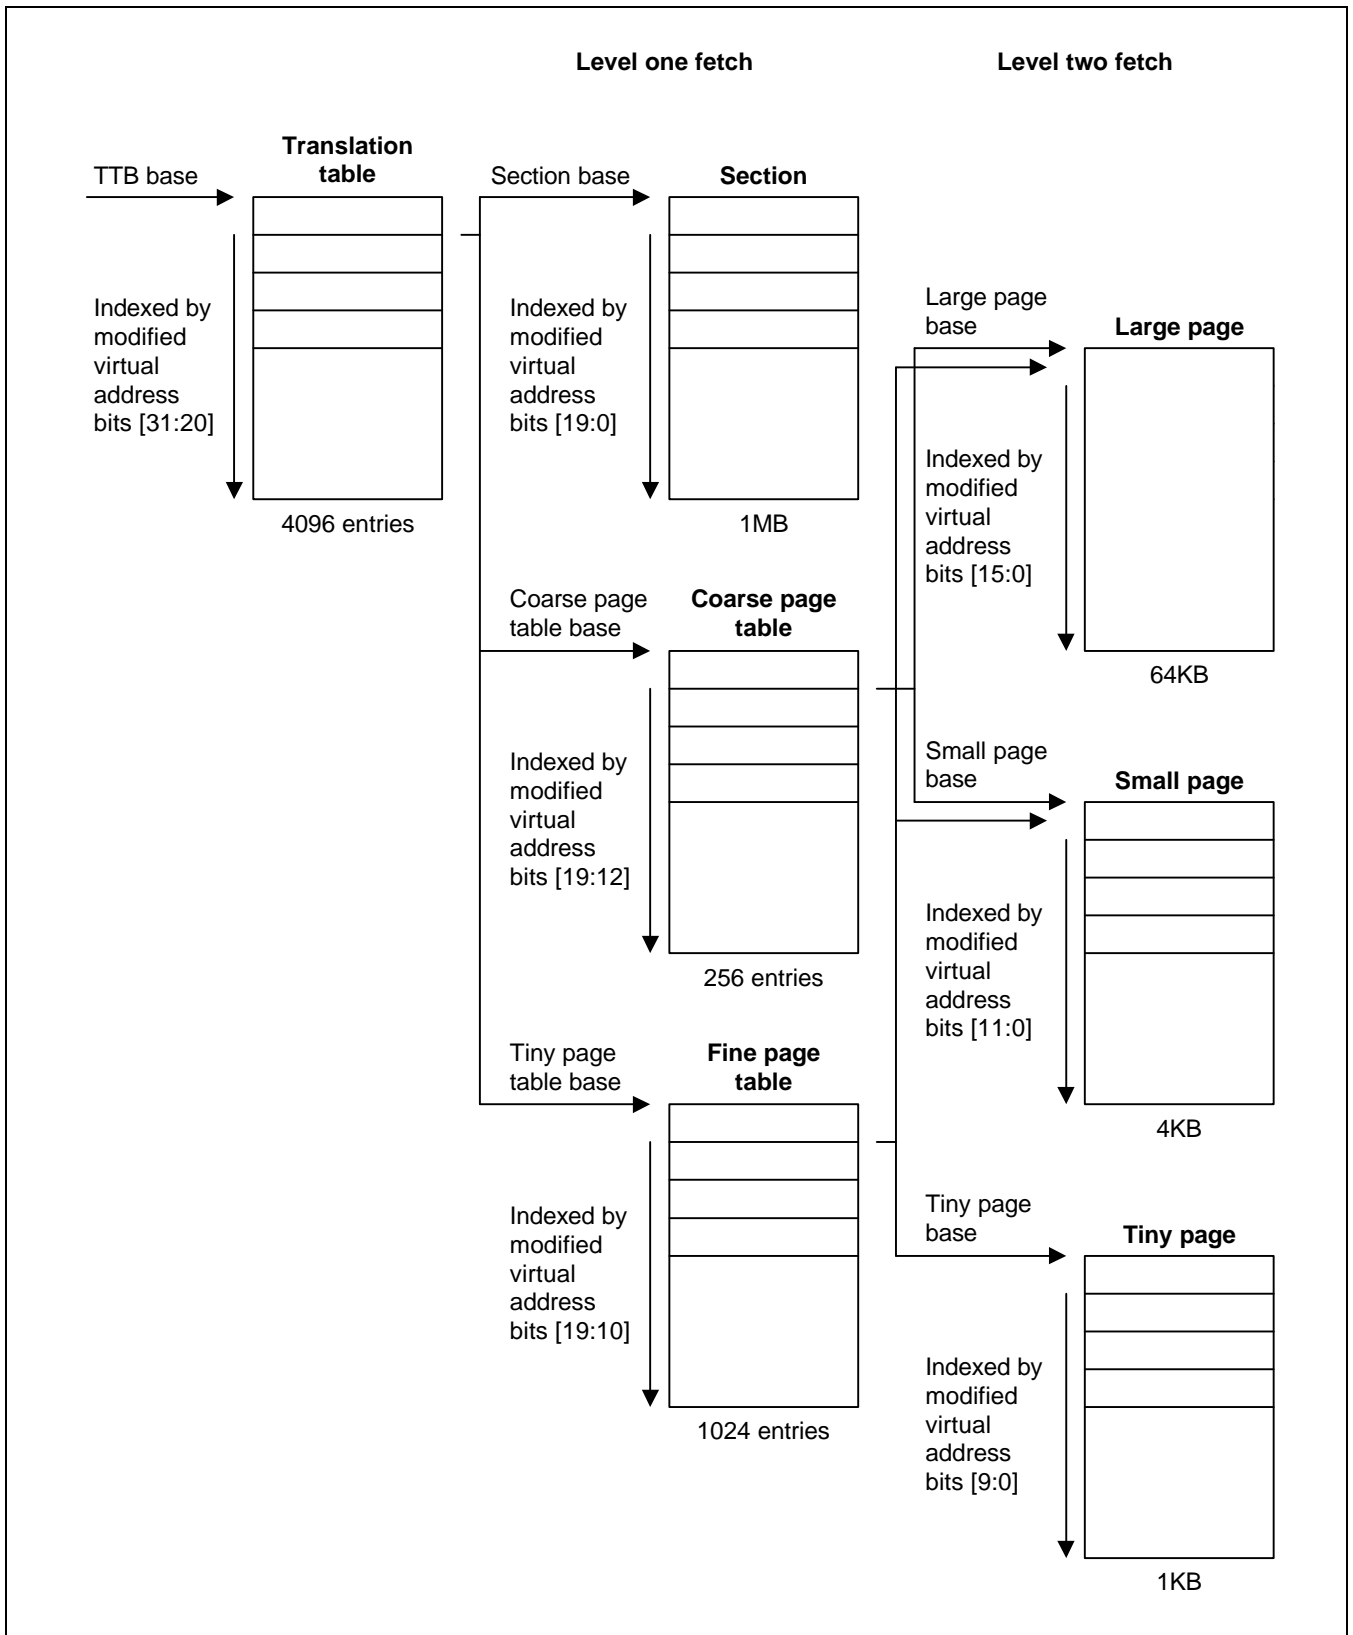 Level one fetch
Level two fetch
Translation
table
TTB base
Indexed by
modified
virtual
address
bits [31:20]
4096 entries
Section base
Section
Indexed by
modified
virtual
address
bits [19:0]
1MB
Coarse page
table base
Coarse page
table
Indexed by
modified
virtual
address
bits [19:12]
256 entries
Tiny page
table base
Fine page
table
Indexed by
modified
virtual
address
bits [19:10]
1024 entries
Large page
base
Large page
Indexed by
modified
virtual
address
bits [15:0]
64KB
Small page
base
Small page
Indexed by
modified
virtual
address
bits [11:0]
4KB
Tiny page
base
Tiny page
Indexed by
modified
virtual
address
bits [9:0]
1KB